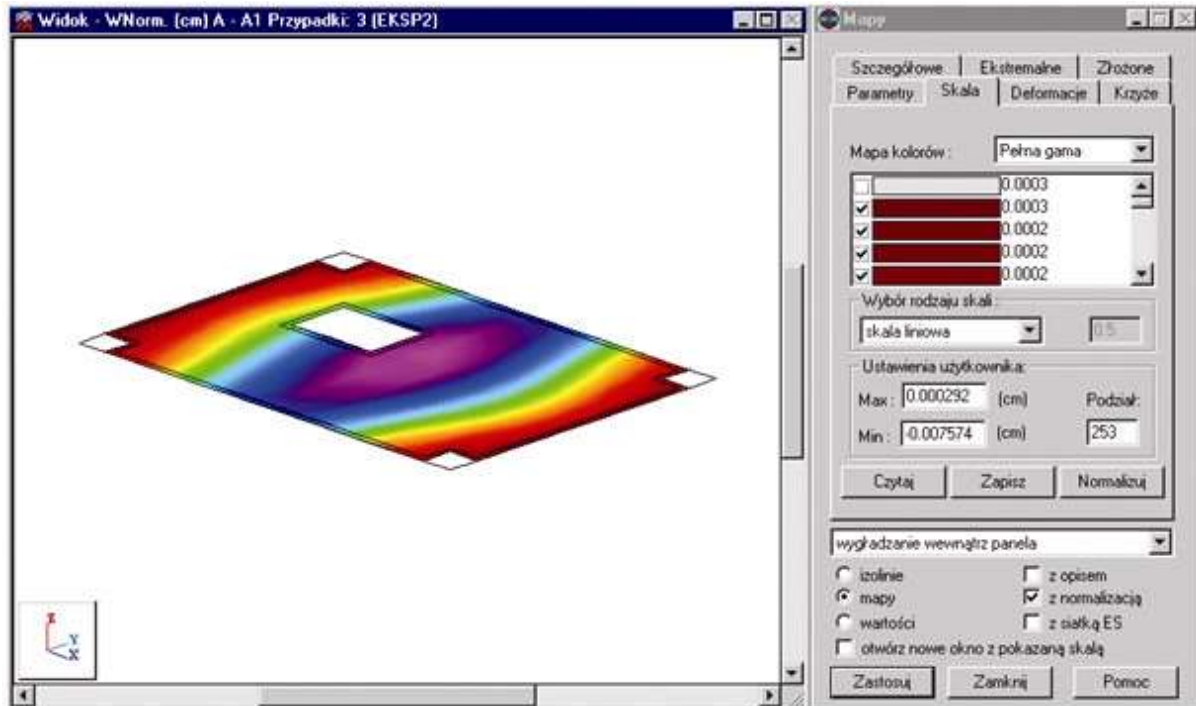 Widok - WNorm. (cm) A - A1 Przypadki: 3 (EKSP2)
Mapy
Szczegółowe Ekstremalne Złożone
Parametry Skala Deformacje Krzyże
Mapa kolorów : Pełna gama
0.0003
0.0003
0.0002
0.0002
0.0002
Wybór rodzaju skali :
skala liniowa 0.5
Ustawienia użytkownika:
Max : 0.000292 (cm) Podział:
Min : -0.007574 (cm) 253
Czytaj Zapisz Normalizuj
wygładzanie wewnątrz panela
izolinie z opisem
mapy z normalizacją
wartości z siatką ES
otwórz nowe okno z pokazaną skalą
Zastosuj Zamknij Pomoc
Z
Y
X